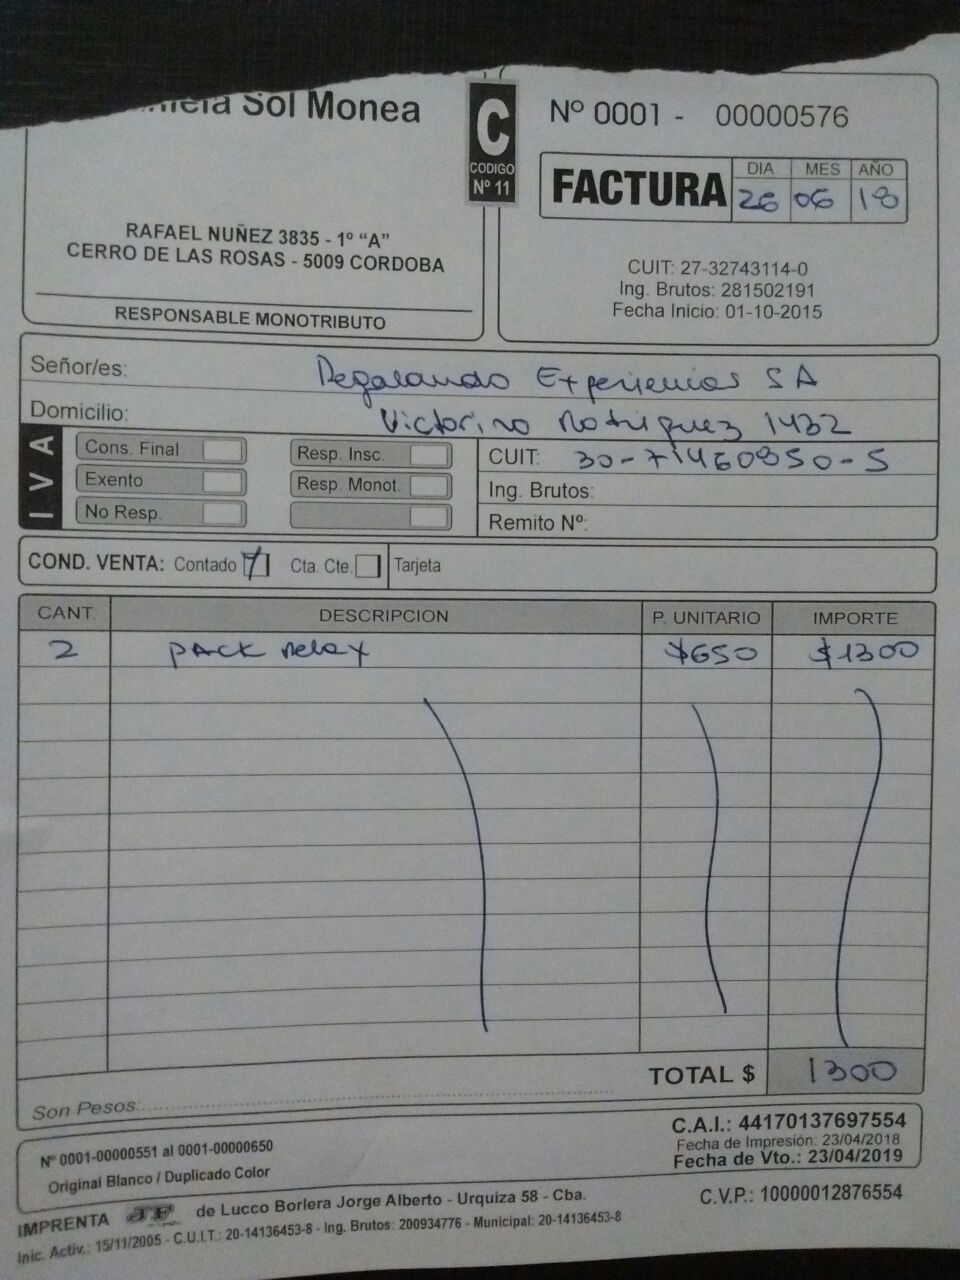 Sol Monea
C
CODIGO
Nº 11
Nº 0001 - 00000576
FACTURA
DIA MES AÑO
26 06 18
RAFAEL NUÑEZ 3835 - 1º "A"
CERRO DE LAS ROSAS - 5009 CORDOBA
RESPONSABLE MONOTRIBUTO
CUIT: 27-32743114-0
Ing. Brutos: 281502191
Fecha Inicio: 01-10-2015
Señor/es: Regalando Experiencias SA
Domicilio: Victorino Rodriguez 1432
IVA
Cons. Final
Exento
No Resp.
Resp. Insc.
Resp. Monot.
CUIT: 30-71460850-5
Ing. Brutos:
Remito Nº:
COND. VENTA: Contado Cta. Cte. Tarjeta
CANT. DESCRIPCION P. UNITARIO IMPORTE
2 PACK relax $650 $1300
TOTAL $ 1300
Son Pesos:
Nº 0001-00000551 al 0001-00000650
Original Blanco / Duplicado Color
C.A.I.: 44170137697554
Fecha de Impresión: 23/04/2018
Fecha de Vto.: 23/04/2019
IMPRENTA JF de Lucco Borlera Jorge Alberto - Urquiza 58 - Cba.
C.V.P.: 10000012876554
Inic. Activ.: 15/11/2005 - C.U.I.T.: 20-14136453-8 - Ing. Brutos: 200934776 - Municipal: 20-14136453-8